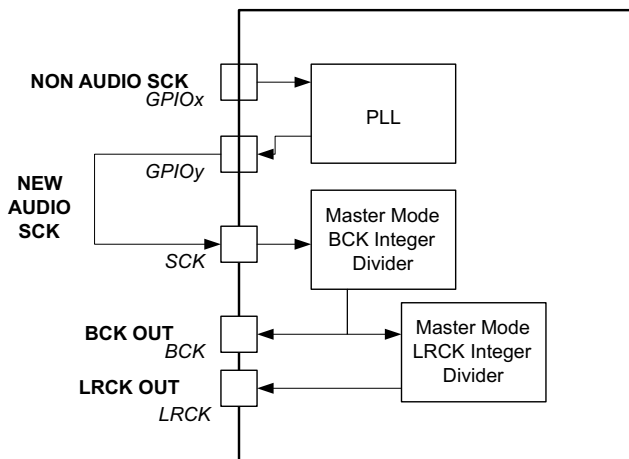 NON AUDIO SCK
GPIOx
PLL
GPIOy
NEW
AUDIO
SCK
SCK
Master Mode
BCK Integer
Divider
BCK OUT
BCK
Master Mode
LRCK Integer
Divider
LRCK OUT
LRCK